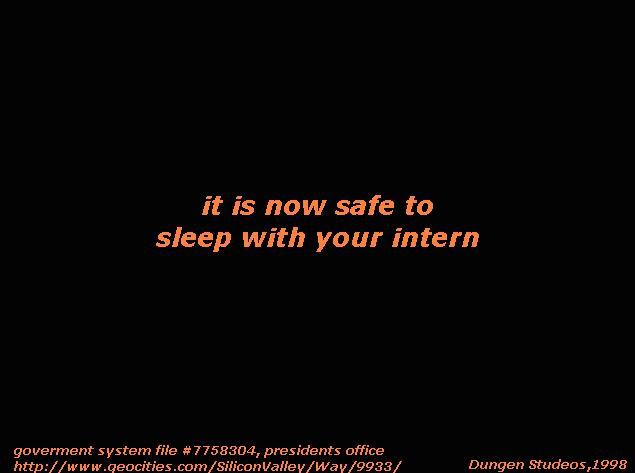 it is now safe to
sleep with your intern
goverment system file #7758304, presidents office
http://www.geocities.com/SiliconValley/Way/9933/
Dungen Studeos,1998